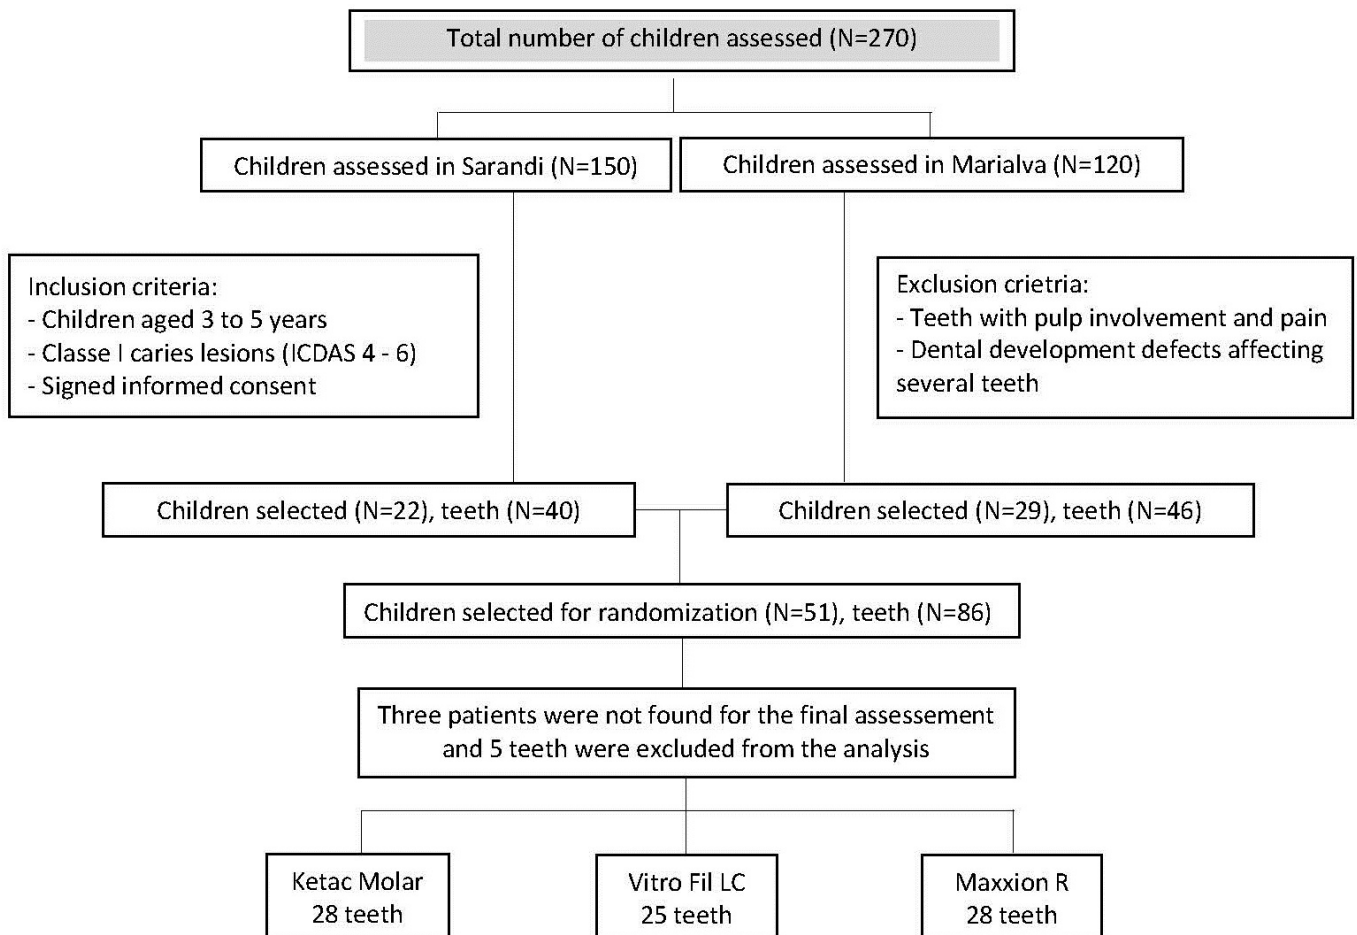 Total number of children assessed (N=270)
Children assessed in Sarandi (N=150)
Children assessed in Marialva (N=120)
Inclusion criteria:
- Children aged 3 to 5 years
- Classe I caries lesions (ICDAS 4 - 6)
- Signed informed consent
Exclusion crietria:
- Teeth with pulp involvement and pain
- Dental development defects affecting
several teeth
Children selected (N=22), teeth (N=40)
Children selected (N=29), teeth (N=46)
Children selected for randomization (N=51), teeth (N=86)
Three patients were not found for the final assessement
and 5 teeth were excluded from the analysis
Ketac Molar
28 teeth
Vitro Fil LC
25 teeth
Maxxion R
28 teeth